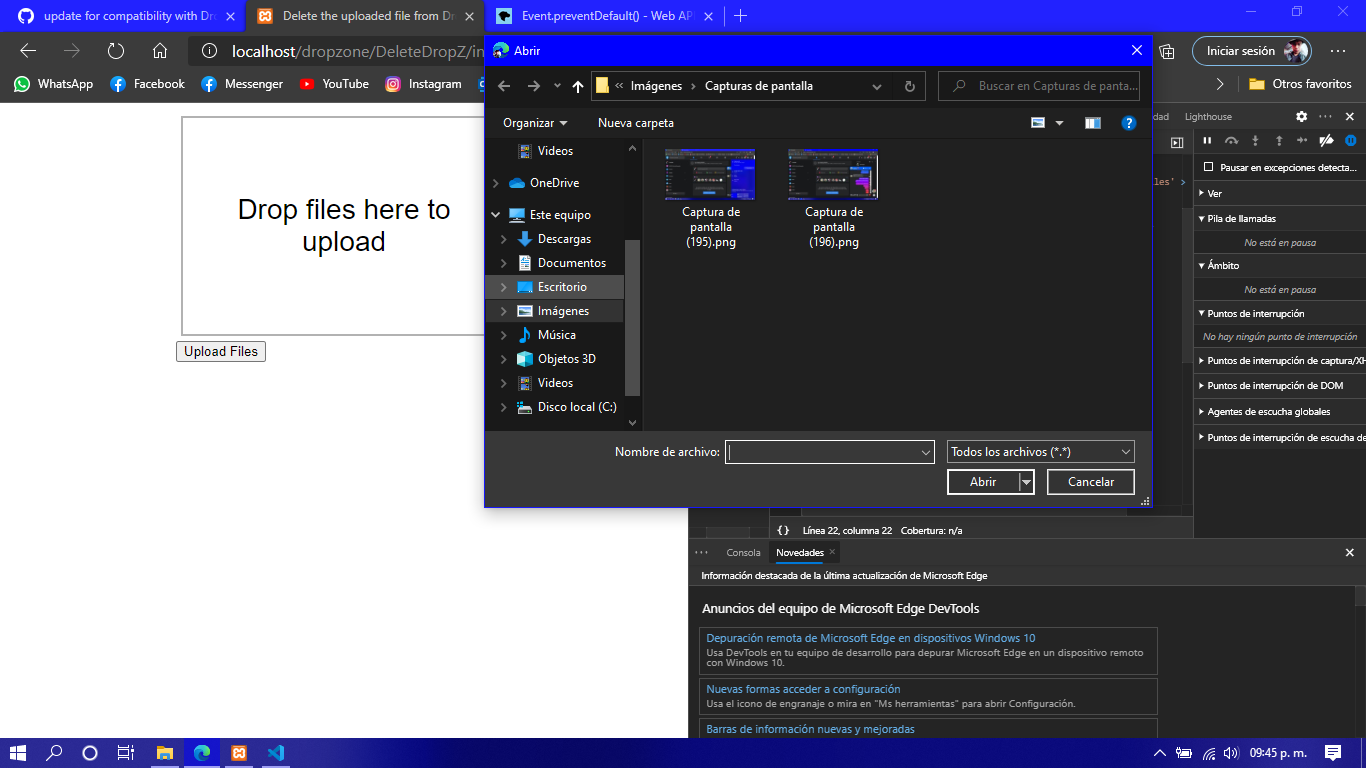 update for compatibility with Dro
Delete the uploaded file from Dr
Event.preventDefault() - Web AP
localhost/dropzone/DeleteDropZ/in
Iniciar sesión
WhatsApp
Facebook
Messenger
YouTube
Instagram
Otros favoritos
Drop files here to
upload
Upload Files
Abrir
Imágenes
Capturas de pantalla
Buscar en Capturas de panta...
Organizar
Nueva carpeta
Videos
OneDrive
Este equipo
Descargas
Documentos
Escritorio
Imágenes
Música
Objetos 3D
Videos
Disco local (C:)
Captura de
pantalla
(195).png
Captura de
pantalla
(196).png
Nombre de archivo:
Todos los archivos (*.*)
Abrir
Cancelar
dad
Lighthouse
les'
Pausar en excepciones detecta...
Ver
Pila de llamadas
No está en pausa
Ámbito
No está en pausa
Puntos de interrupción
No hay ningún punto de interrupción
Puntos de interrupción de captura/XH
Puntos de interrupción de DOM
Agentes de escucha globales
Puntos de interrupción de escucha de
{ } Línea 22, columna 22 Cobertura: n/a
Consola
Novedades
Información destacada de la última actualización de Microsoft Edge
Anuncios del equipo de Microsoft Edge DevTools
Depuración remota de Microsoft Edge en dispositivos Windows 10
Usa DevTools en tu equipo de desarrollo para depurar Microsoft Edge en un dispositivo remoto
con Windows 10.
Nuevas formas acceder a configuración
Usa el icono de engranaje o mira en "Ms herramientas" para abrir Configuración.
Barras de información nuevas y mejoradas
09:45 p. m.